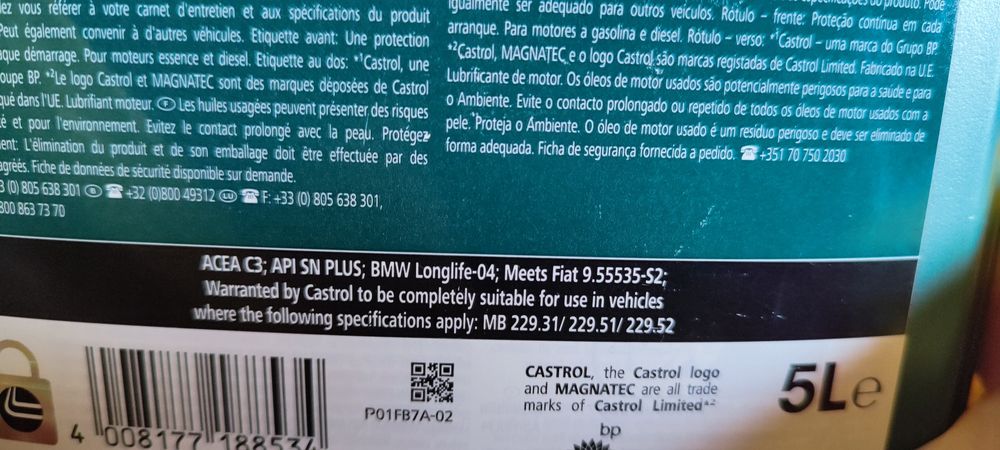 lez vous référer à votre carnet d'entretien et aux spécifications du produit
Peut également convenir à d'autres véhicules. Etiquette avant: Une protection
aque démarrage. Pour moteurs essence et diesel. Etiquette au dos: *¹Castrol, une
oupe BP. *²Le logo Castrol et MAGNATEC sont des marques déposées de Castrol
qué dans l'UE. Lubrifiant moteur. F Les huiles usagées peuvent présenter des risques
té et pour l'environnement. Evitez le contact prolongé avec la peau. Protégez
ent: L'élimination du produit et de son emballage doit être effectuée par des
agréés. Fiche de données de sécurité disponible sur demande.
3 (0) 805 638 301 B ☎ +32 (0)800 49312 LU ☎ F: +33 (0) 805 638 301,
800 863 73 70
do produto. Pode
igualmente ser adequado para outros veículos. Rótulo – frente: Proteção contínua em cada
arranque. Para motores a gasolina e diesel. Rótulo – verso: *¹Castrol – uma marca do Grupo BP.
*²Castrol, MAGNATEC e o logo Castrol são marcas registadas de Castrol Limited. Fabricado na U.E.
Lubrificante de motor. Os óleos de motor usados são potencialmente perigosos para a saúde e para
o Ambiente. Evite o contacto prolongado ou repetido de todos os óleos de motor usados com a
pele. Proteja o Ambiente. O óleo de motor usado é um resíduo perigoso e deve ser eliminado de
forma adequada. Ficha de segurança fornecida a pedido. ☎ +351 70 750 2030
ACEA C3; API SN PLUS; BMW Longlife-04; Meets Fiat 9.55535-S2;
Warranted by Castrol to be completely suitable for use in vehicles
where the following specifications apply: MB 229.31/ 229.51/ 229.52
4 008177 188534
P01FB7A-02
CASTROL, the Castrol logo
and MAGNATEC are all trade
marks of Castrol Limited*²
bp
5L e